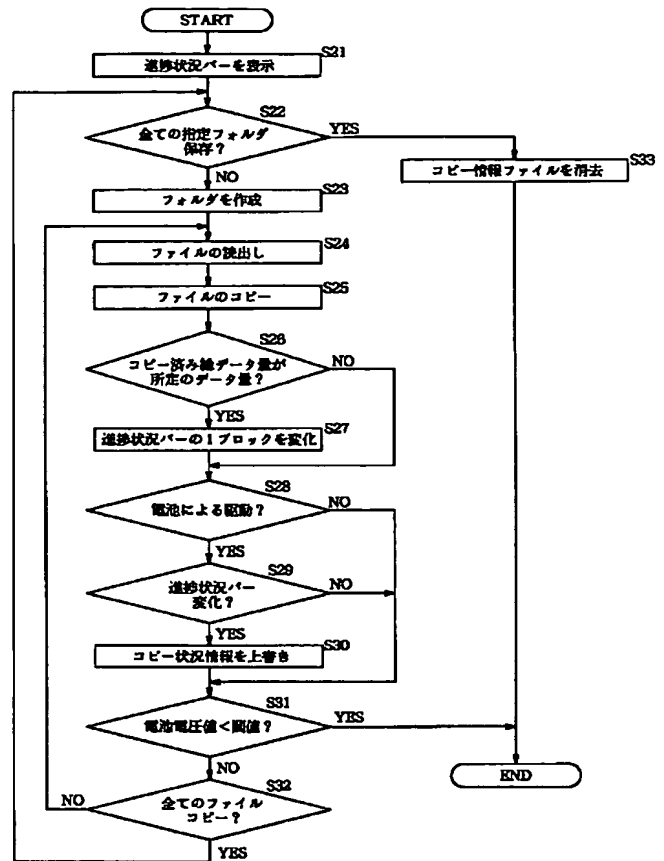 START
S21
進捗状況バーを表示
S22
全ての指定フォルダ
保存？
YES
NO
S33
コピー情報ファイルを消去
S23
フォルダを作成
S24
ファイルの読出し
S25
ファイルのコピー
S26
コピー済み総データ量が
所定のデータ量？
NO
YES
S27
進捗状況バーの１ブロックを変化
S28
電池による駆動？
NO
YES
S29
進捗状況バー
変化？
NO
YES
S30
コピー状況情報を上書き
S31
電池電圧値＜閾値？
YES
NO
END
S32
全てのファイル
コピー？
NO
YES